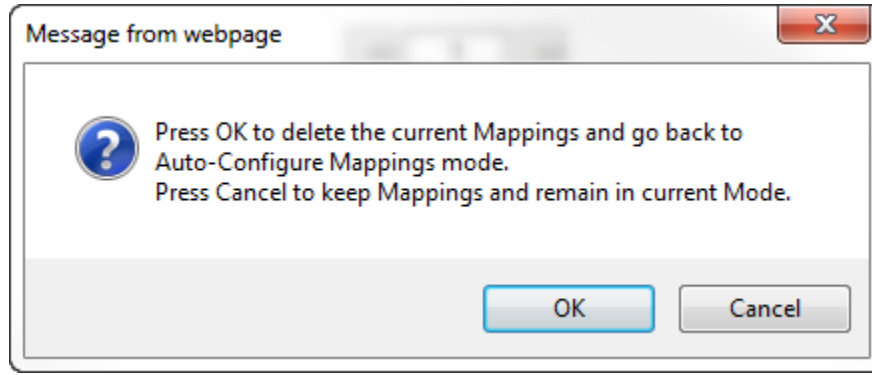 Message from webpage
Press OK to delete the current Mappings and go back to
Auto-Configure Mappings mode.
Press Cancel to keep Mappings and remain in current Mode.
OK
Cancel